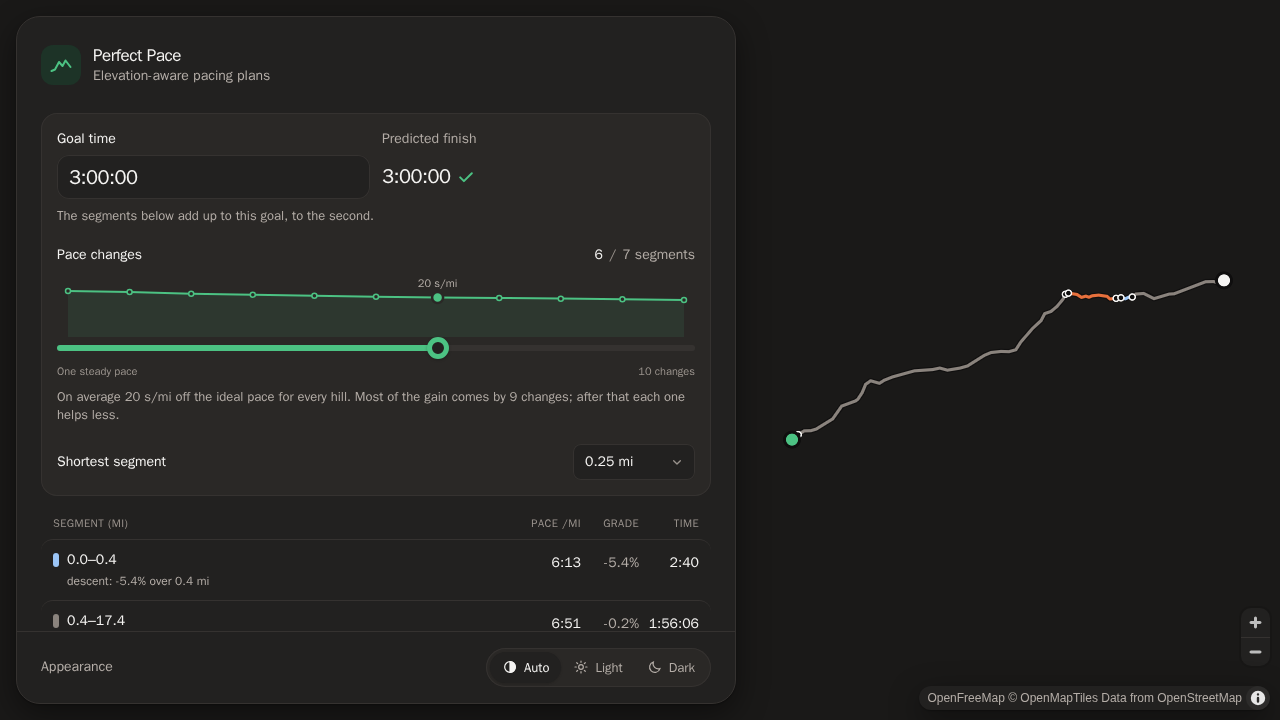 Perfect Pace
Elevation-aware pacing plans
Goal time
Predicted finish
3:00:00
3:00:00
The segments below add up to this goal, to the second.
Pace changes
6 / 7 segments
20 s/mi
One steady pace
10 changes
On average 20 s/mi off the ideal pace for every hill. Most of the gain comes by 9 changes; after that each one
helps less.
Shortest segment
0.25 mi
SEGMENT (MI) PACE /MI GRADE TIME
0.0–0.4 6:13 -5.4% 2:40
descent: -5.4% over 0.4 mi
0.4–17.4 6:51 -0.2% 1:56:06
Appearance
Auto Light Dark
OpenFreeMap © OpenMapTiles Data from OpenStreetMap